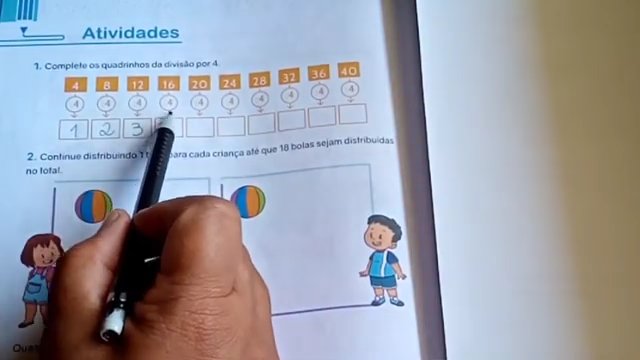 Atividades
1. Complete os quadrinhos da divisão por 4.
4 8 12 16 20 24 28 32 36 40
4 4 4 4 4 4 4 4 4 4
1 2 3
2. Continue distribuindo 1 para cada criança até que 18 bolas sejam distribuídas
no total.